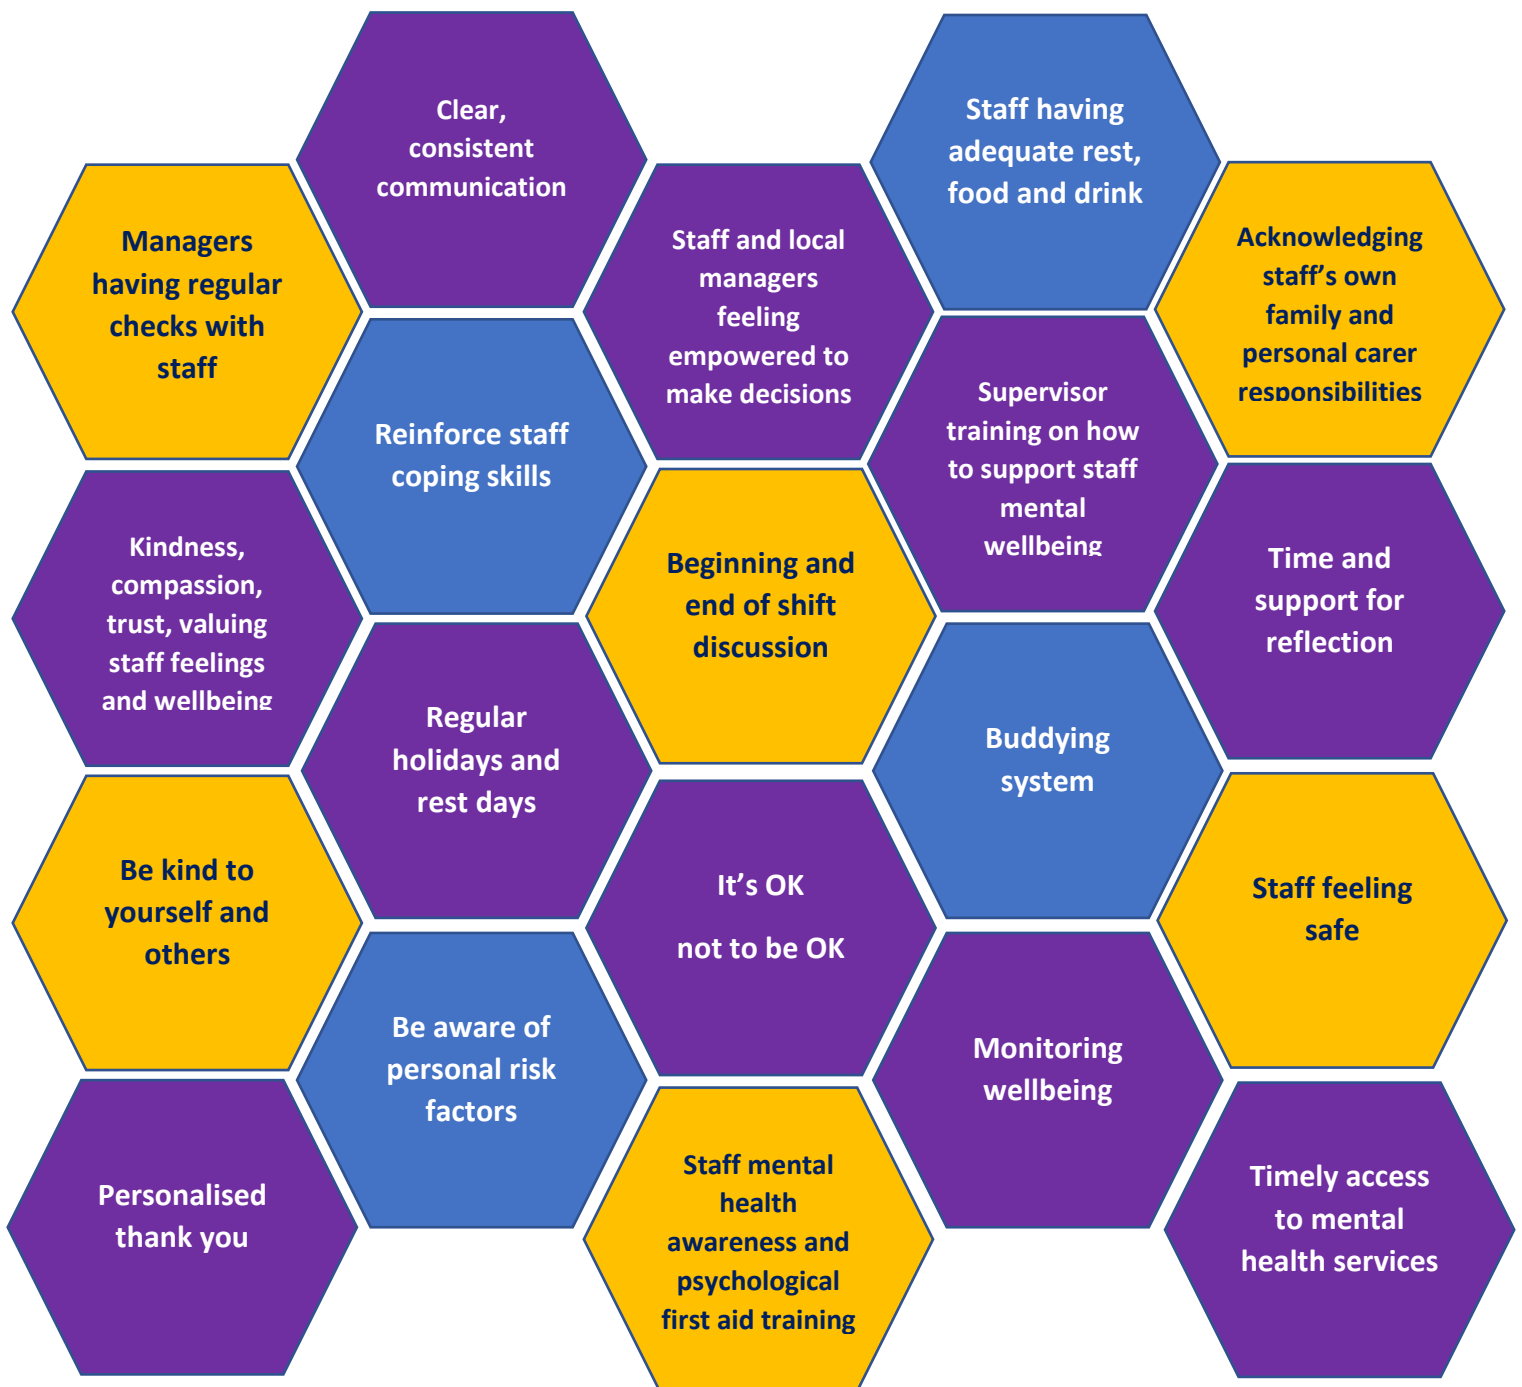 Clear,
consistent
communication
Staff having
adequate rest,
food and drink
Managers
having regular
checks with
staff
Staff and local
managers
feeling
empowered to
make decisions
Acknowledging
staff’s own
family and
personal carer
responsibilities
Reinforce staff
coping skills
Supervisor
training on how
to support staff
mental
wellbeing
Kindness,
compassion,
trust, valuing
staff feelings
and wellbeing
Beginning and
end of shift
discussion
Time and
support for
reflection
Regular
holidays and
rest days
Buddying
system
Be kind to
yourself and
others
It’s OK
not to be OK
Staff feeling
safe
Be aware of
personal risk
factors
Monitoring
wellbeing
Personalised
thank you
Staff mental
health
awareness and
psychological
first aid training
Timely access
to mental
health services